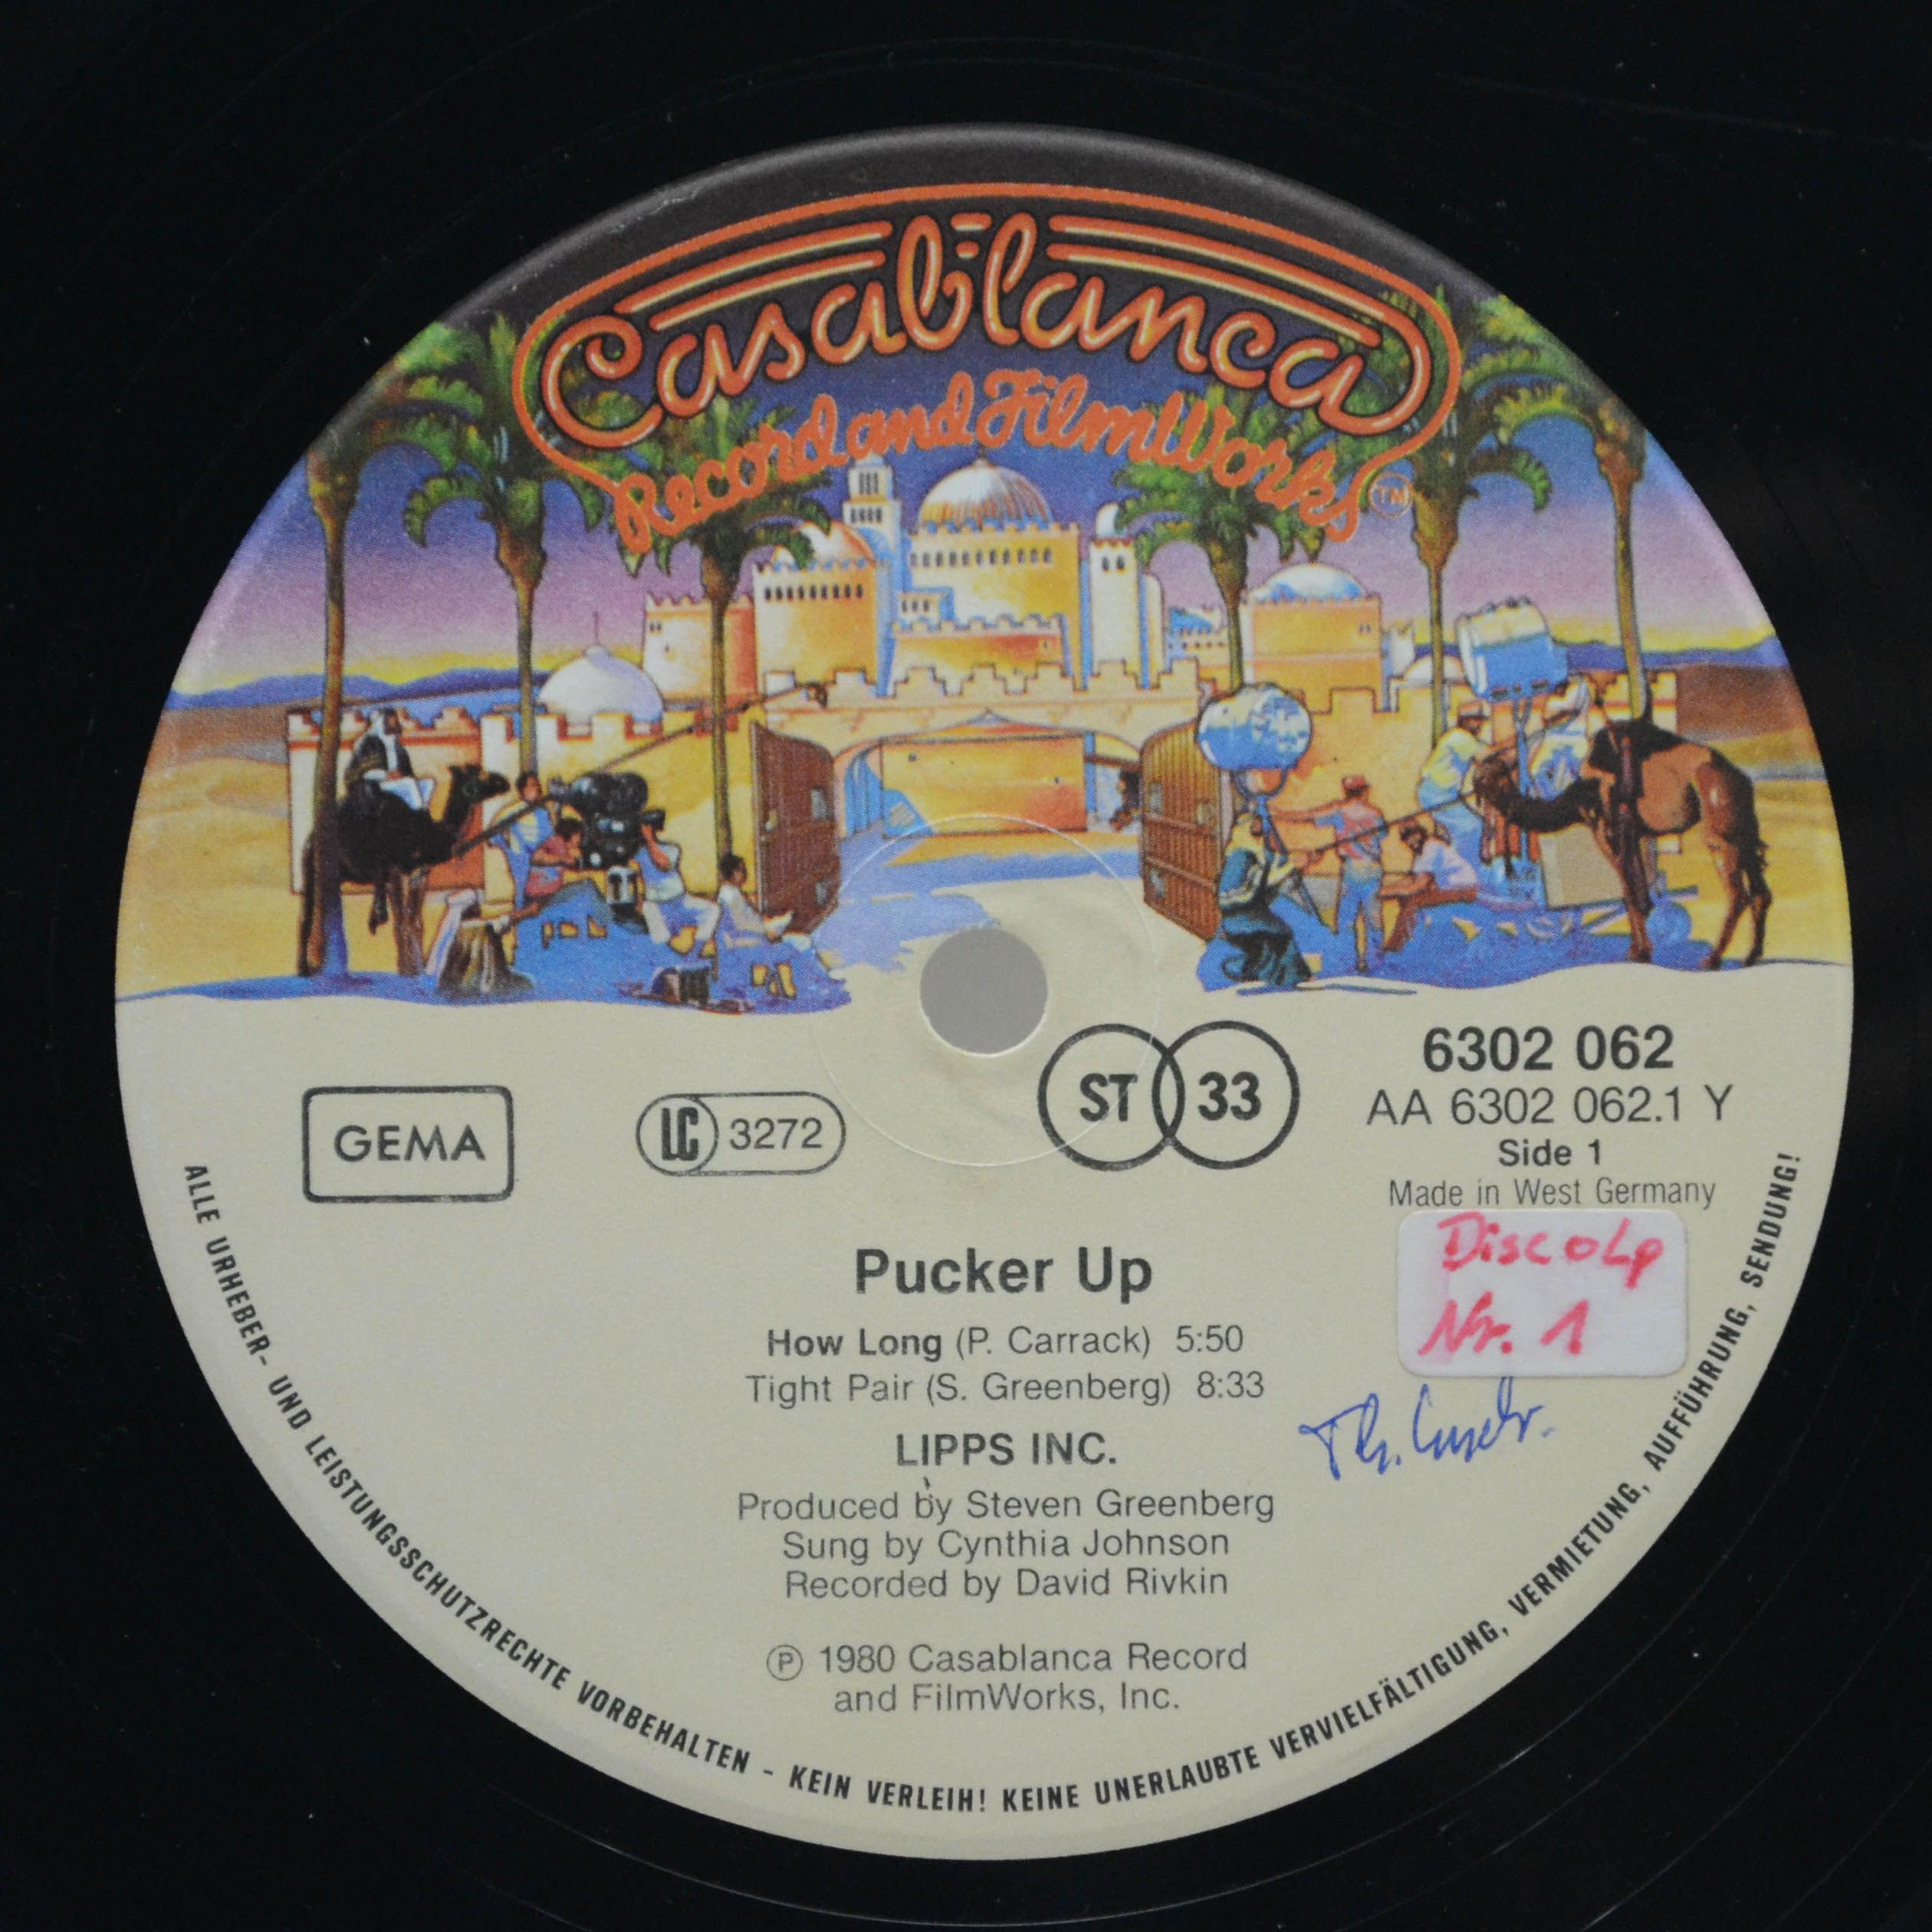 Casablanca
Record and FilmWorks TM
GEMA
LC 3272
ST 33
6302 062
AA 6302 062.1 Y
Side 1
Made in West Germany
Disco Lp
Nr. 1
Pucker Up
How Long (P. Carrack) 5:50
Tight Pair (S. Greenberg) 8:33
LIPPS INC.
Produced by Steven Greenberg
Sung by Cynthia Johnson
Recorded by David Rivkin
Ⓟ 1980 Casablanca Record
and FilmWorks, Inc.
ALLE URHEBER- UND LEISTUNGSSCHUTZRECHTE VORBEHALTEN - KEIN VERLEIH! KEINE UNERLAUBTE VERVIELFÄLTIGUNG, VERMIETUNG, AUFFÜHRUNG, SENDUNG!